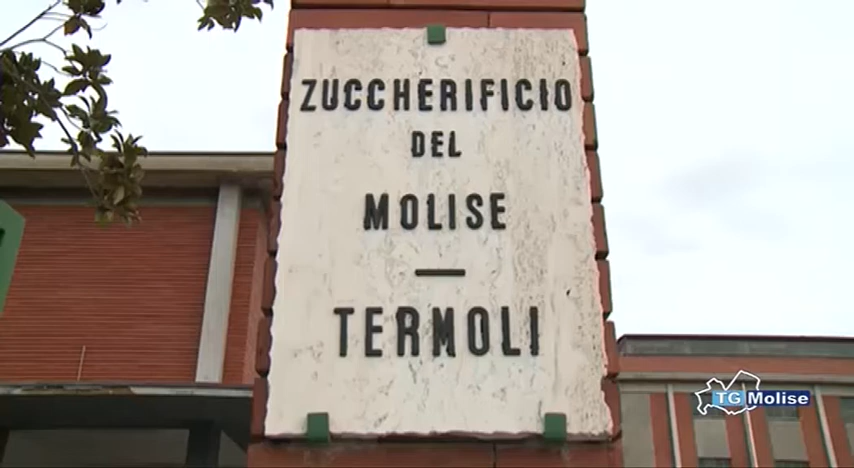 ZUCCHERIFICIO
DEL
MOLISE
—
TERMOLI
TG Molise